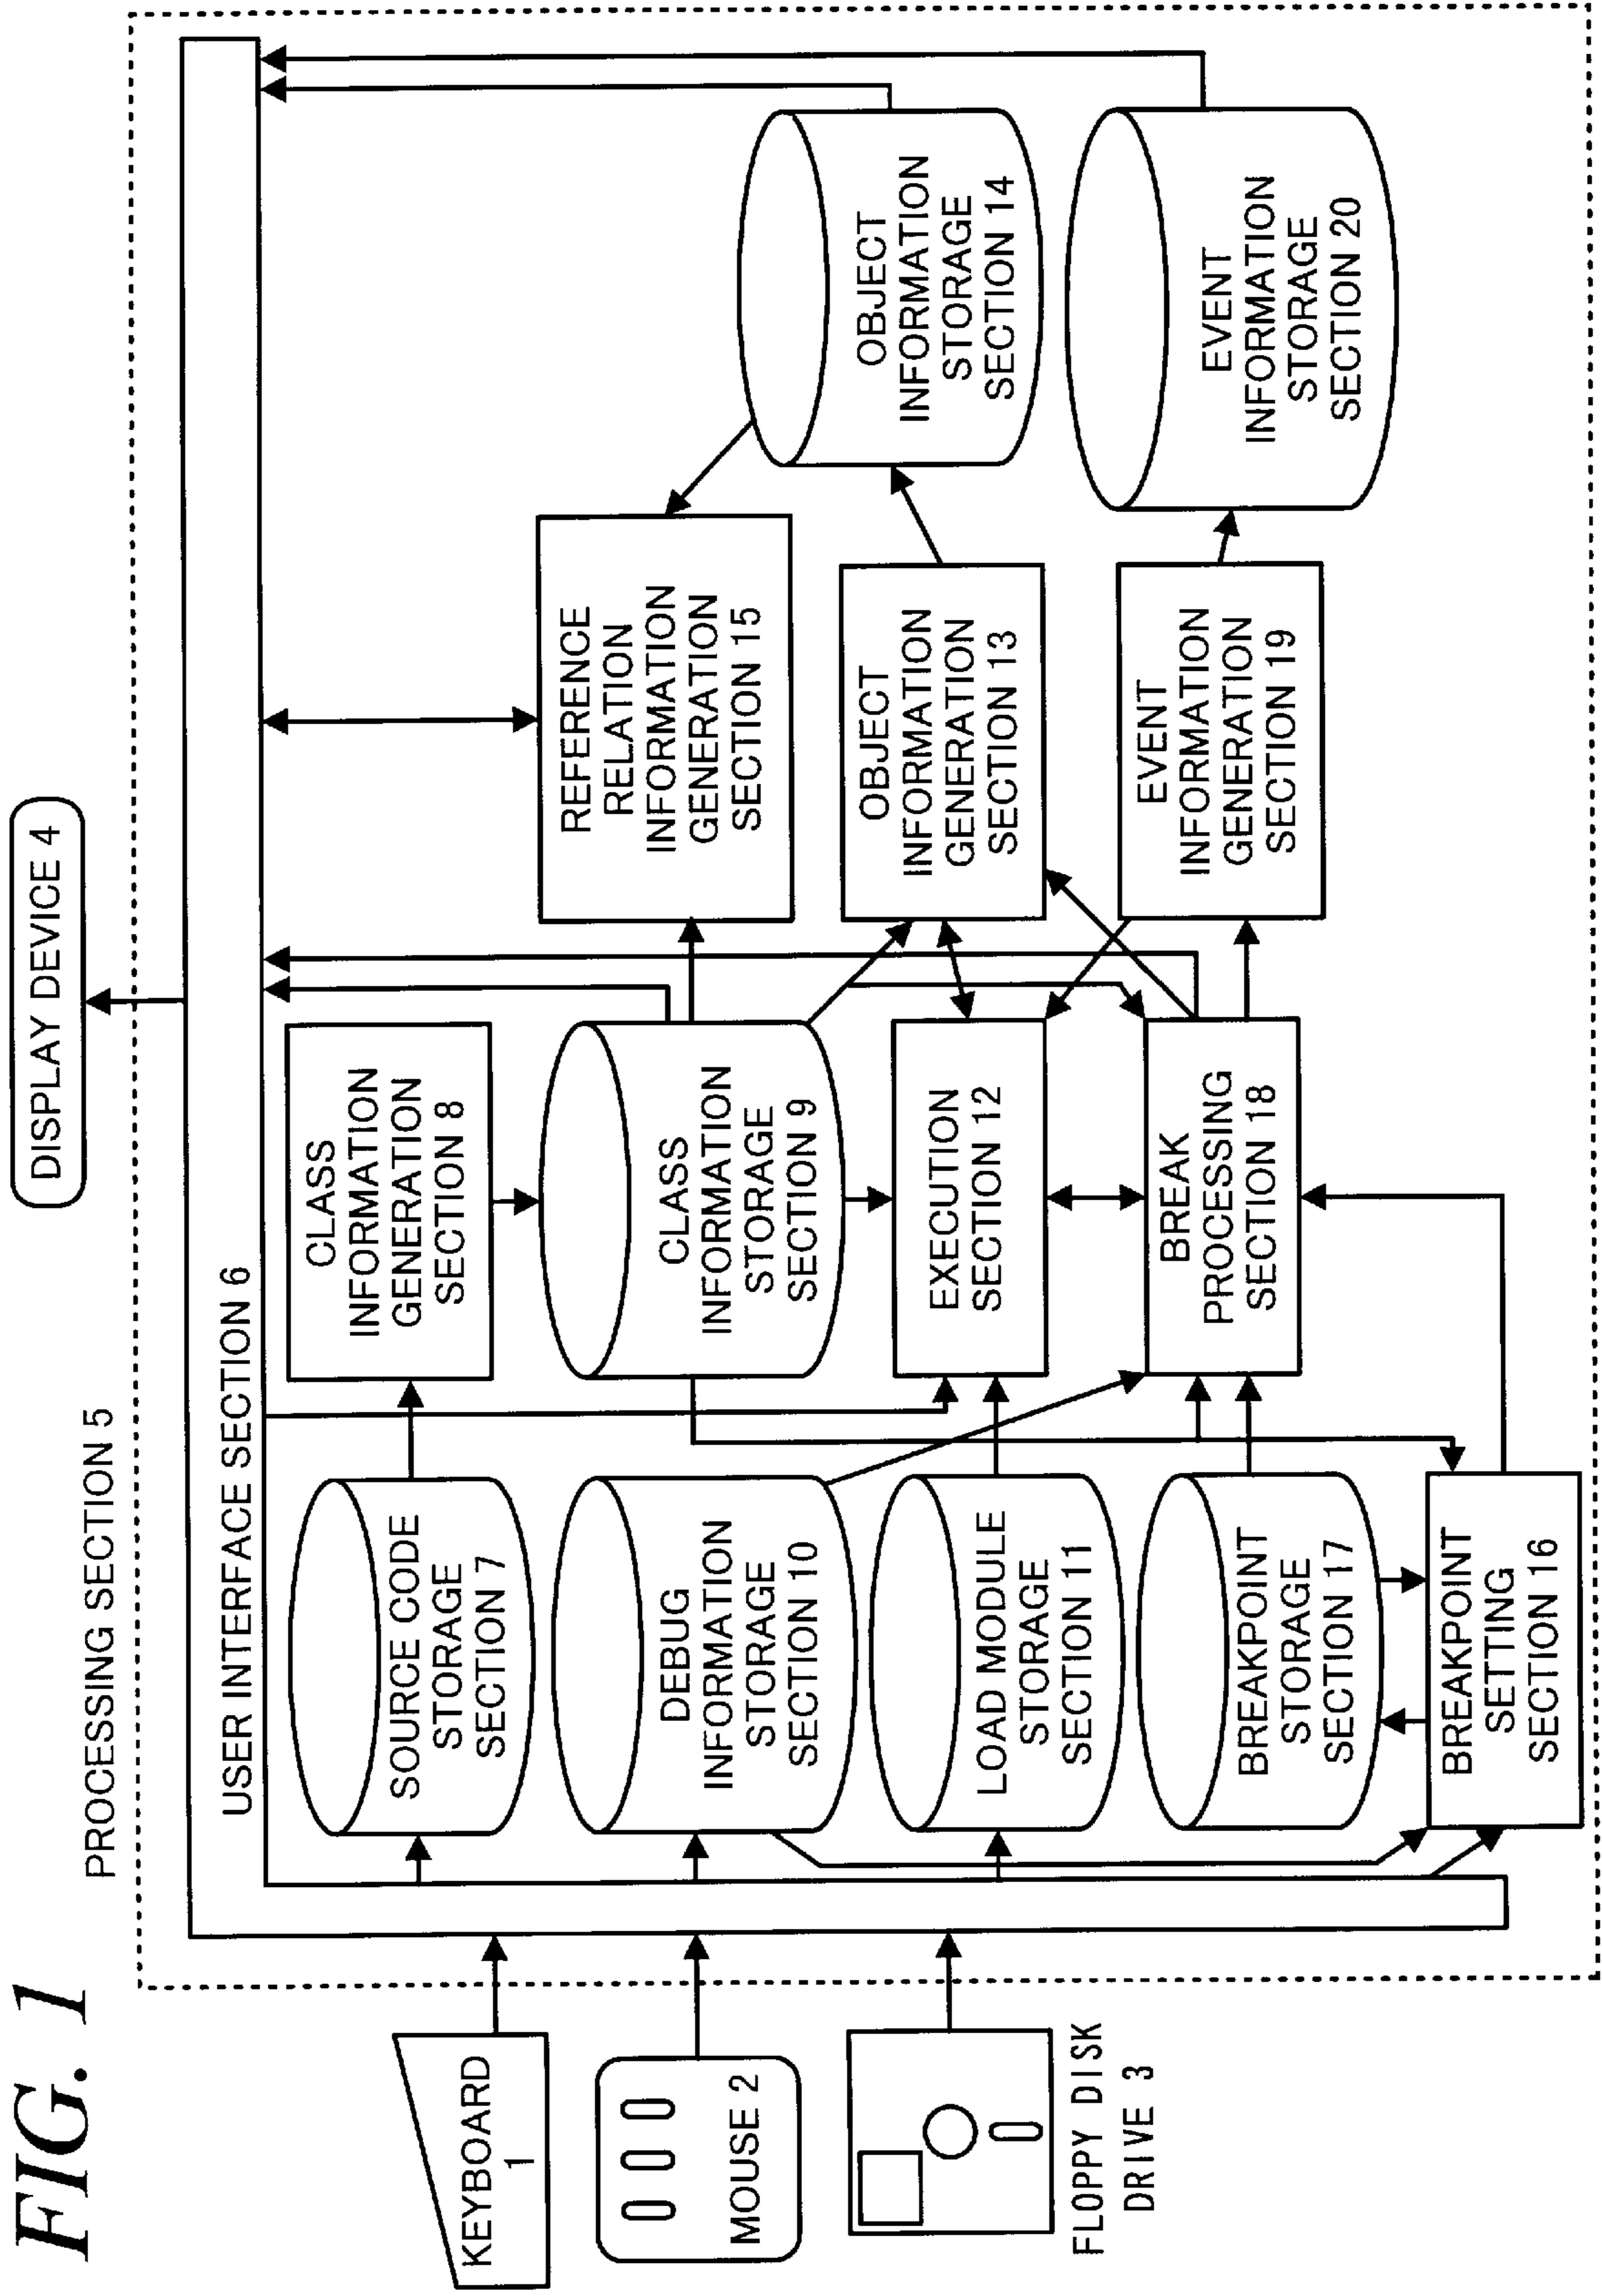 FIG. 1
DISPLAY DEVICE 4
PROCESSING SECTION 5
USER INTERFACE SECTION 6
KEYBOARD
1
MOUSE 2
FLOPPY DISK
DRIVE 3
SOURCE CODE
STORAGE
SECTION 7
CLASS
INFORMATION
GENERATION
SECTION 8
DEBUG
INFORMATION
STORAGE
SECTION 10
CLASS
INFORMATION
STORAGE
SECTION 9
REFERENCE
RELATION
INFORMATION
GENERATION
SECTION 15
LOAD MODULE
STORAGE
SECTION 11
EXECUTION
SECTION 12
OBJECT
INFORMATION
GENERATION
SECTION 13
OBJECT
INFORMATION
STORAGE
SECTION 14
BREAKPOINT
STORAGE
SECTION 17
BREAK
PROCESSING
SECTION 18
EVENT
INFORMATION
GENERATION
SECTION 19
EVENT
INFORMATION
STORAGE
SECTION 20
BREAKPOINT
SETTING
SECTION 16